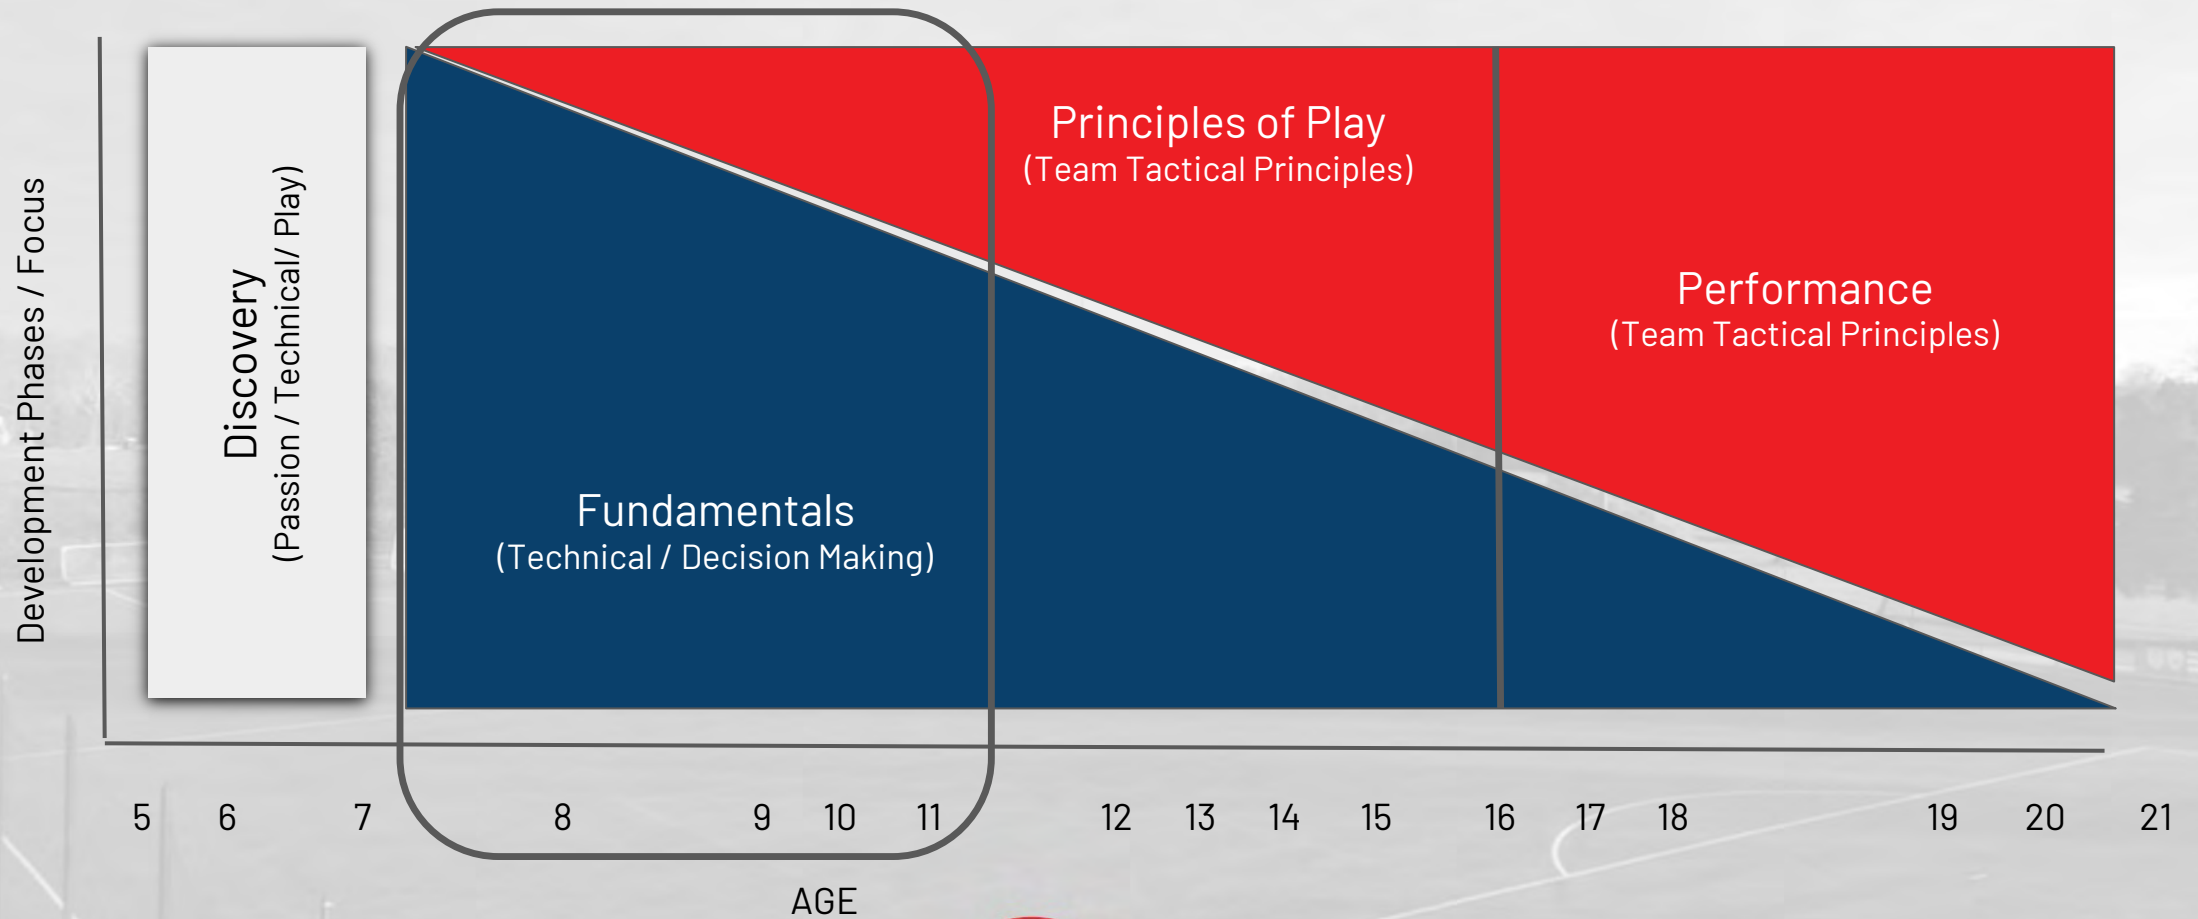 Development Phases / Focus
Discovery
(Passion / Technical/ Play)
Principles of Play
(Team Tactical Principles)
Performance
(Team Tactical Principles)
Fundamentals
(Technical / Decision Making)
5 6 7 8 9 10 11 12 13 14 15 16 17 18 19 20 21
AGE